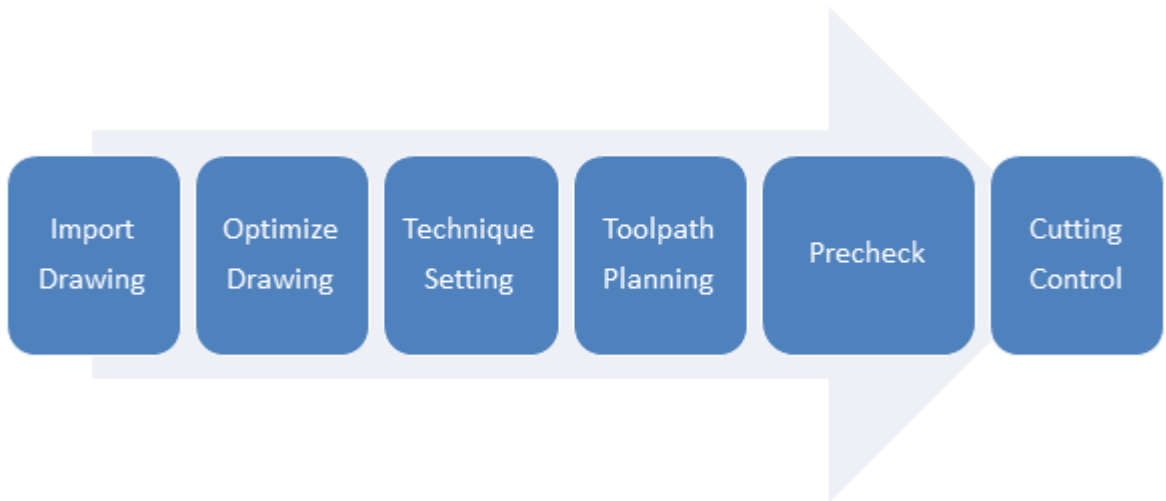 Import
Drawing
Optimize
Drawing
Technique
Setting
Toolpath
Planning
Precheck
Cutting
Control